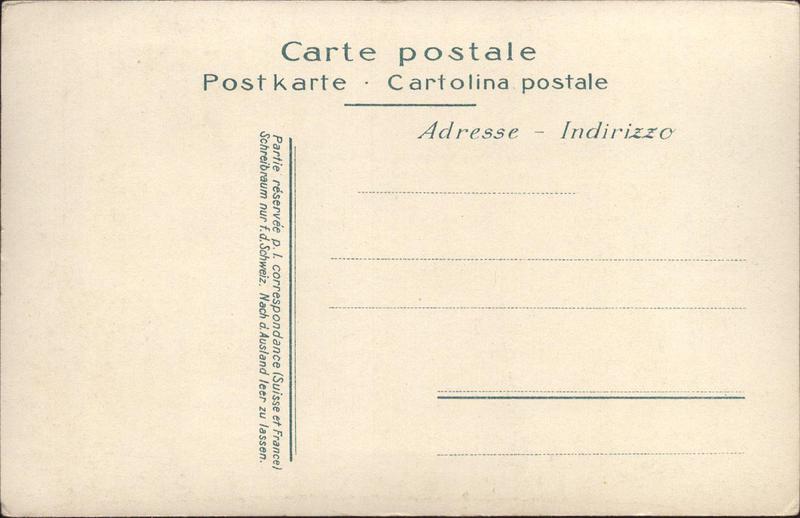 Carte postale
Postkarte · Cartolina postale
Adresse – Indirizzo
Partie réservée p. l. correspondance (Suisse et France)
Schreibraum nur f. d. Schweiz. Nach d. Ausland leer zu lassen.